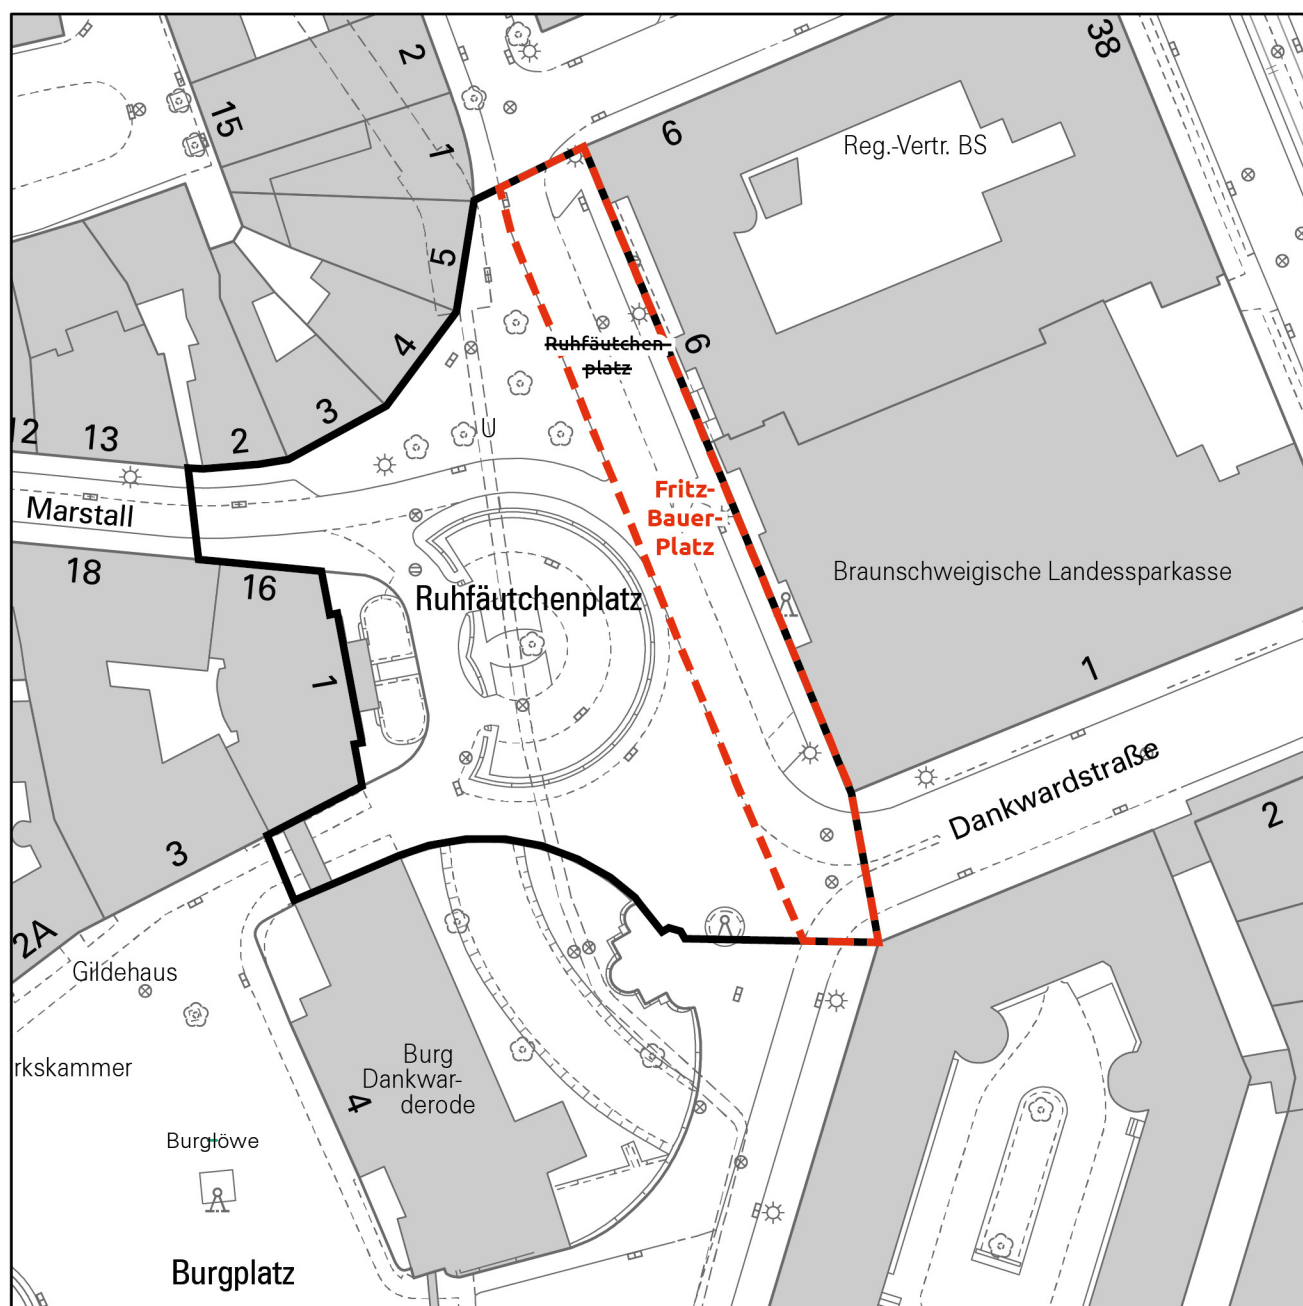 2
38
15
6
1
Reg.-Vertr. BS
5
4
Ruhfäutchen-
platz
6
3
12
13
2
U
Marstall
Fritz-
Bauer-
Platz
18
16
Ruhfäutchenplatz
Braunschweigische Landessparkasse
1
1
Dankwardstraße
2
3
2A
Gildehaus
rkskammer
Burg
Dankwar-
derode
4
Burglöwe
Burgplatz